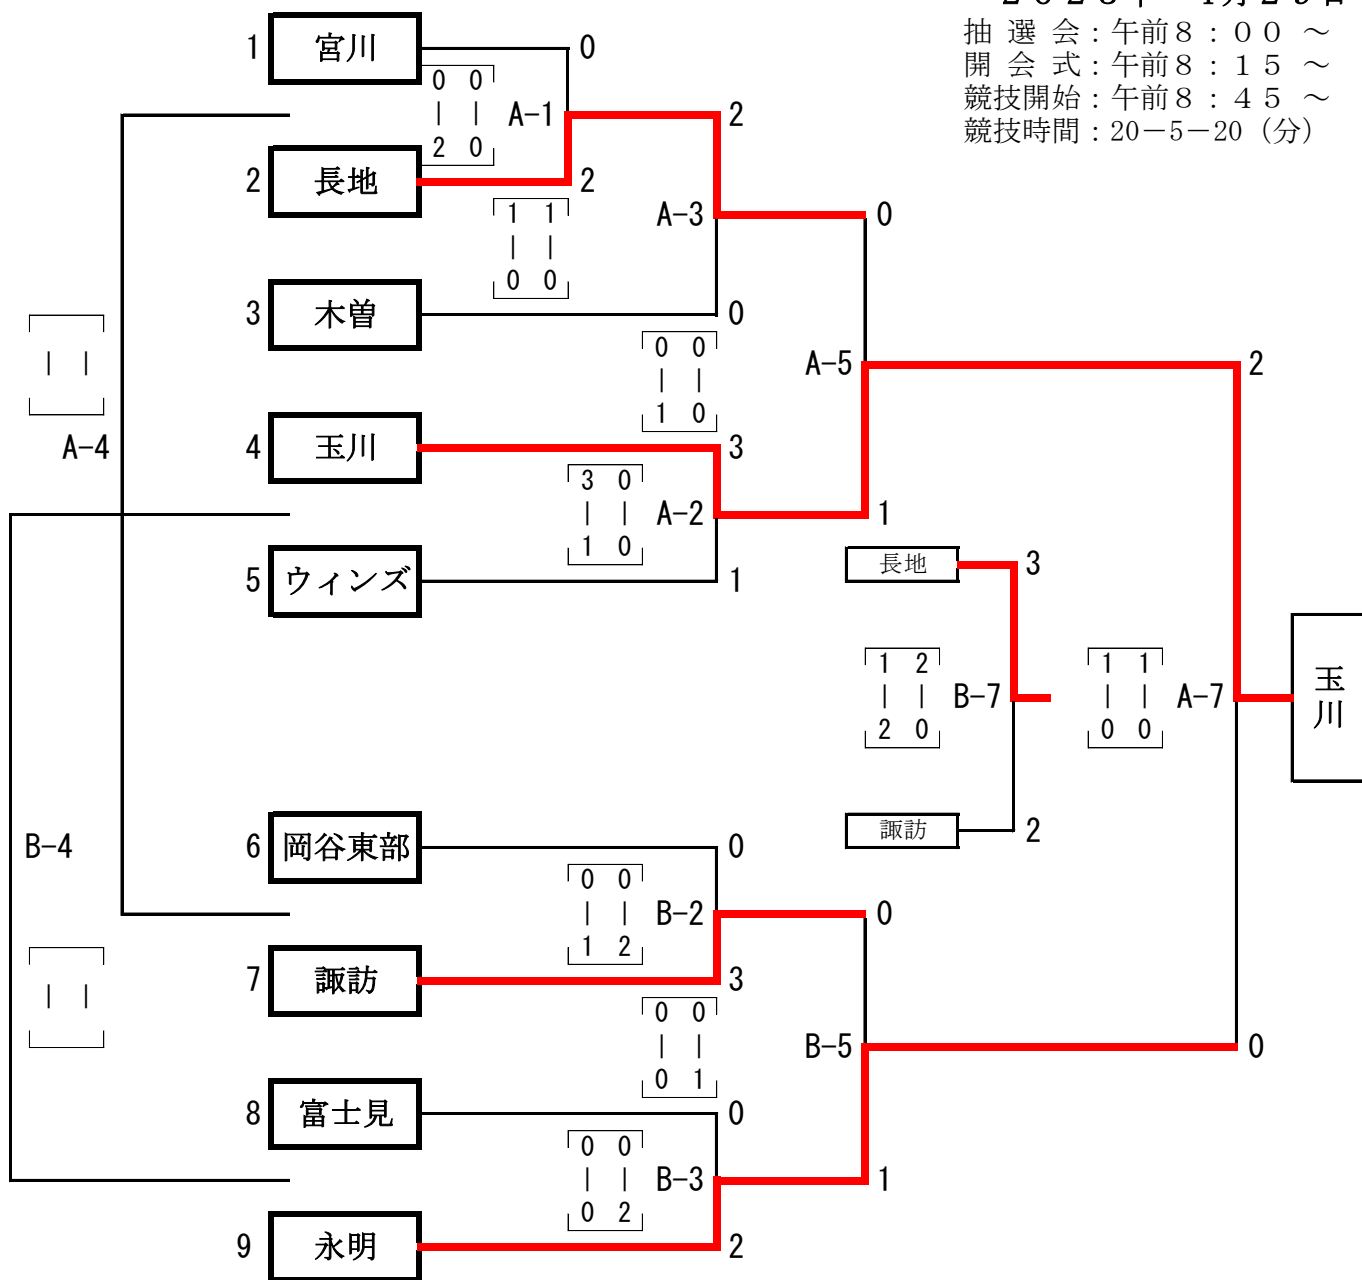 抽 選 会：午前８：００ ～
開 会 式：午前８：１５ ～
競技開始：午前８：４５ ～
競技時間：20－5－20（分）
1 宮川 0
0 0
| |
2 0
A-1
2
2 長地 2
1 1
| |
0 0
A-3
0
3 木曽 0
0 0
| |
1 0
A-5
2
| |
A-4
4 玉川 3
3 0
| |
1 0
A-2
1
5 ウィンズ 1
長地 3
1 2
| |
2 0
B-7
1 1
| |
0 0
A-7
玉川
諏訪 2
B-4
6 岡谷東部 0
0 0
| |
1 2
B-2
0
7 諏訪 3
| |
0 0
| |
0 1
B-5
0
8 富士見 0
0 0
| |
0 2
B-3
1
9 永明 2